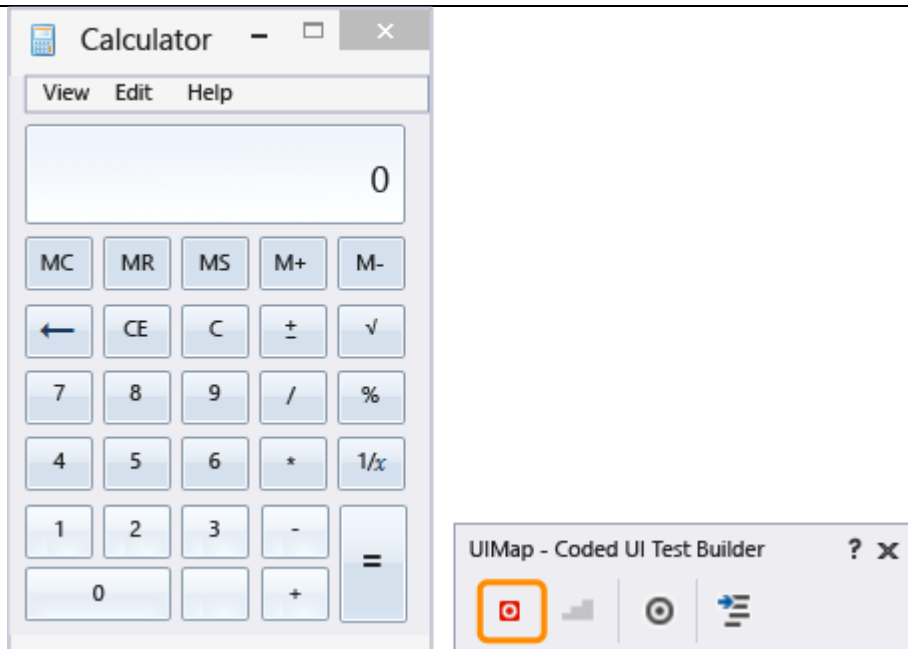 Calculator
View Edit Help
0
MC MR MS M+ M-
← CE C ± √
7 8 9 / %
4 5 6 * 1/x
1 2 3 - =
0 +
UIMap - Coded UI Test Builder ?